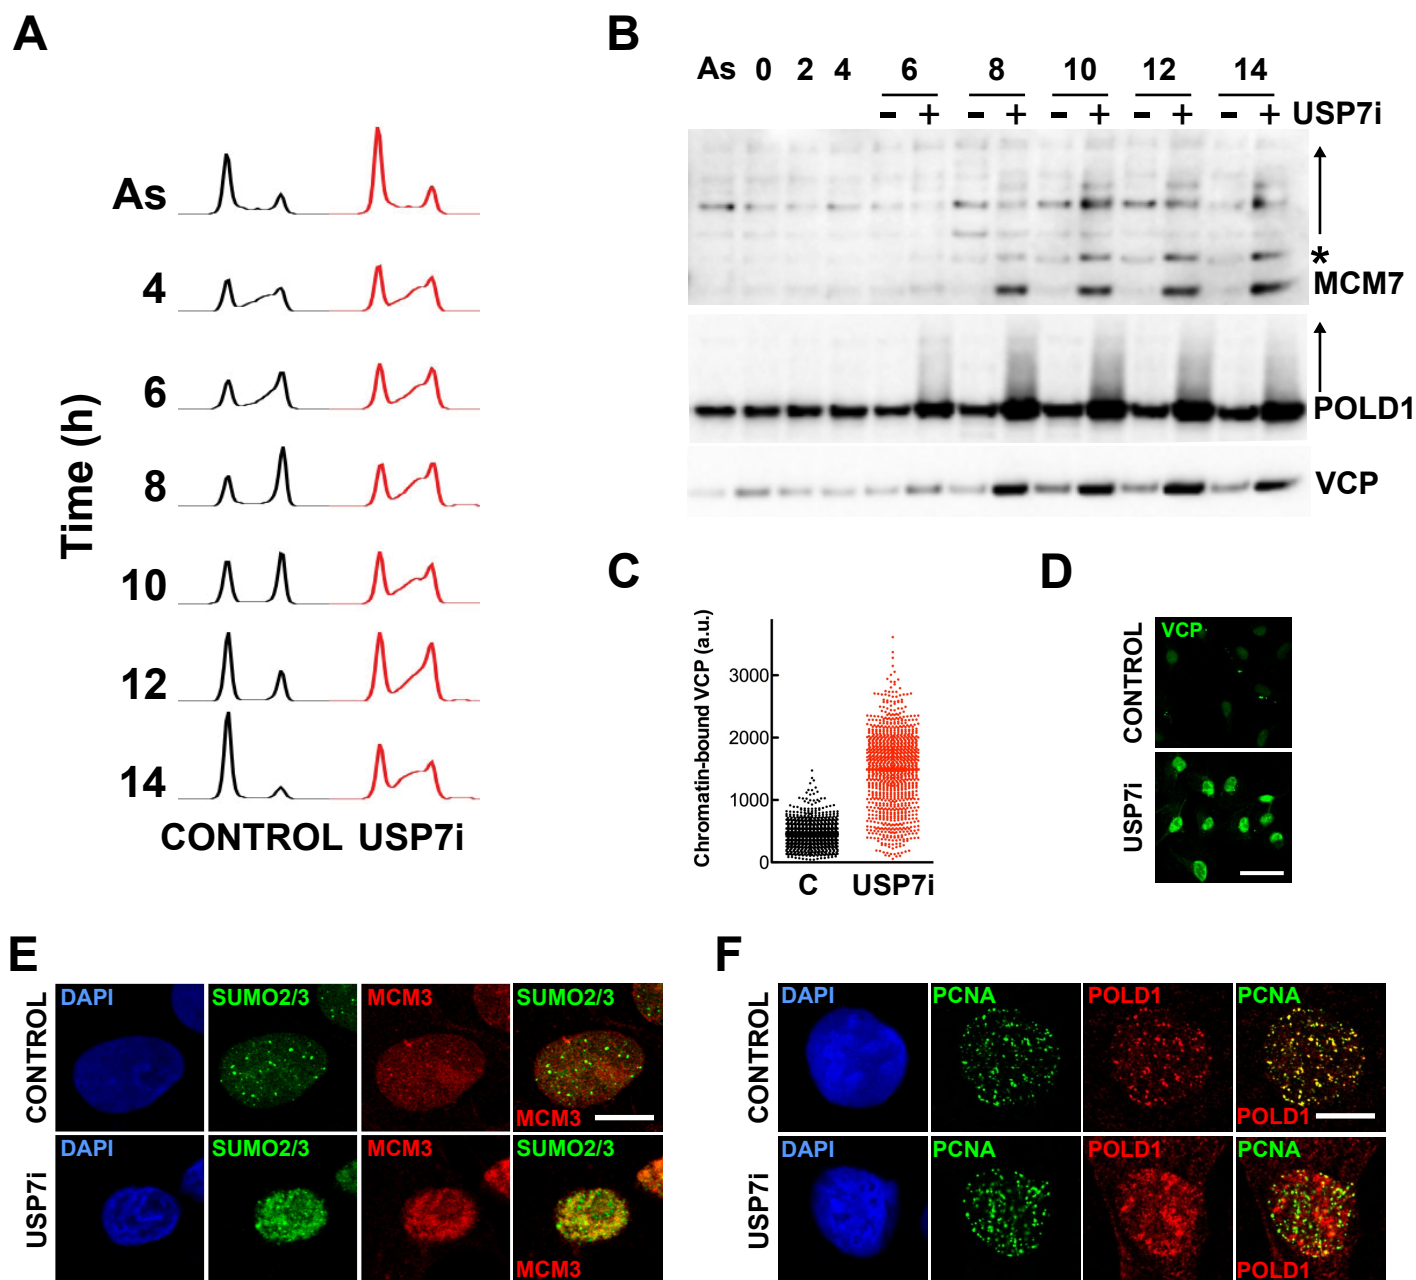 A
As
4
6
8
10
12
14
Time (h)
CONTROL USP7i
B
As 0 2 4 6 8 10 12 14
- + - + - + - + - + USP7i
*
MCM7
POLD1
VCP
C
Chromatin-bound VCP (a.u.)
3000
2000
1000
0
C USP7i
D
CONTROL
VCP
USP7i
E
CONTROL
DAPI SUMO2/3 MCM3 SUMO2/3
MCM3
USP7i
DAPI SUMO2/3 MCM3 SUMO2/3
MCM3
F
CONTROL
DAPI PCNA POLD1 PCNA
POLD1
USP7i
DAPI PCNA POLD1 PCNA
POLD1